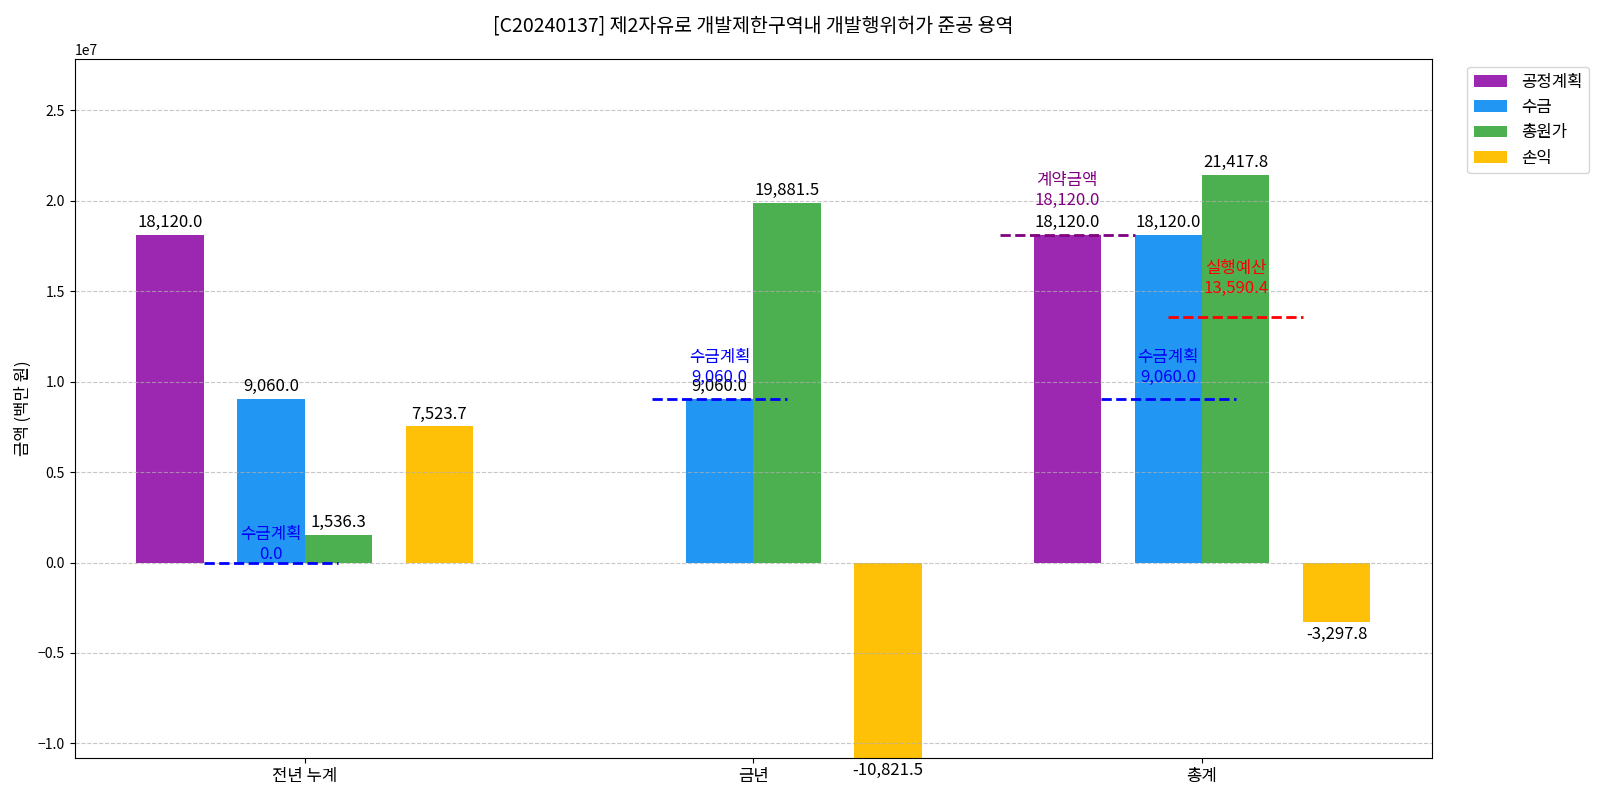 [C20240137] 제2자유로 개발제한구역내 개발행위허가 준공 용역
1e7
금액 (백만 원)
2.5
2.0
1.5
1.0
0.5
0.0
−0.5
−1.0
18,120.0
9,060.0
수금계획
0.0
1,536.3
7,523.7
수금계획
9,060.0
9,060.0
19,881.5
-10,821.5
계약금액
18,120.0
18,120.0
18,120.0
수금계획
9,060.0
21,417.8
실행예산
13,590.4
-3,297.8
전년 누계
금년
총계
공정계획
수금
총원가
손익